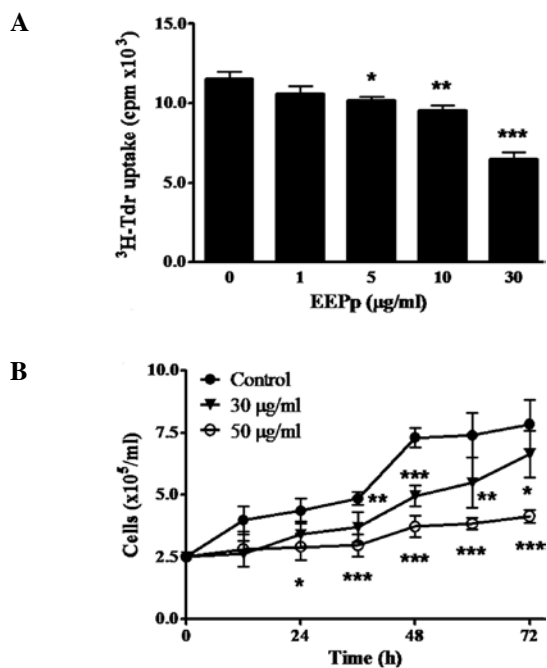 A
³H-Tdr uptake (cpm x10³)
15.0
10.0
5.0
0.0
*
**
***
0 1 5 10 30
EEPp (µg/ml)
B
Cells (x10⁵/ml)
10.0
7.5
5.0
2.5
0.0
Control
30 µg/ml
50 µg/ml
**
***
**
*
*
***
***
***
***
0 24 48 72
Time (h)